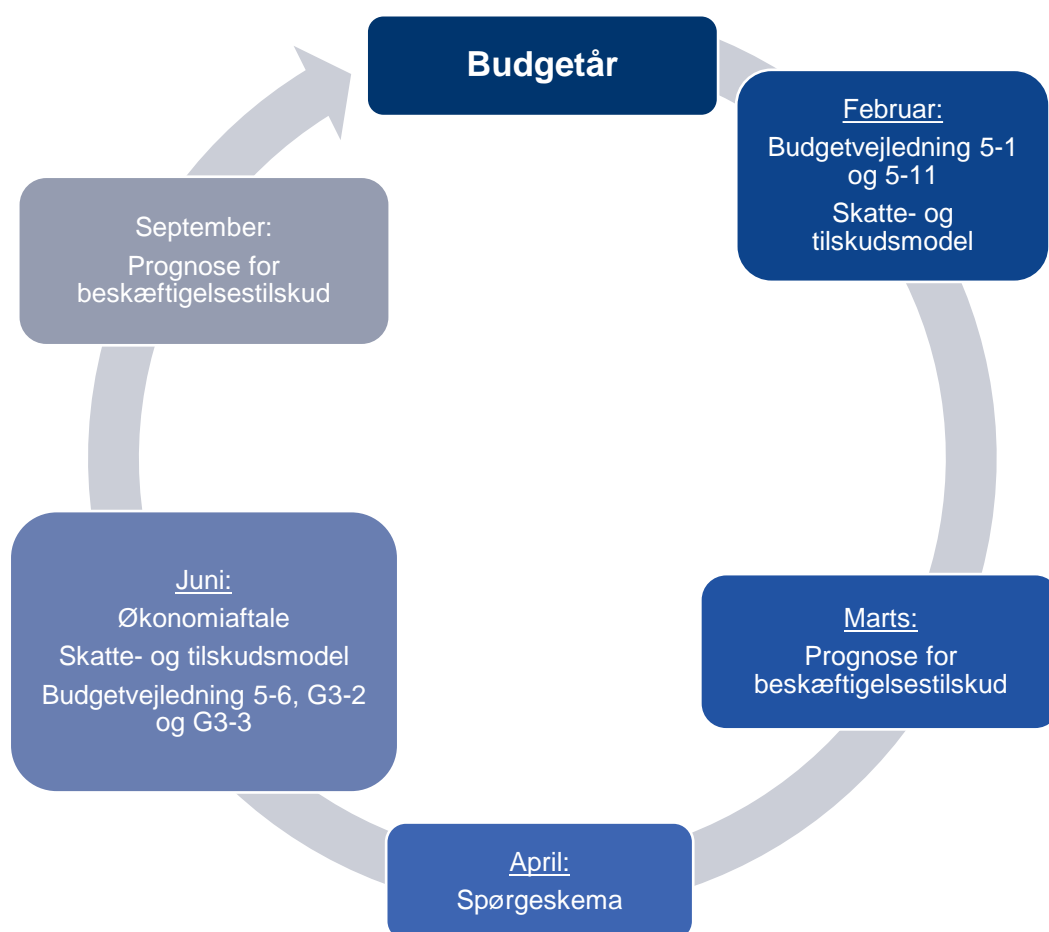 Budgetår
Februar:
Budgetvejledning 5-1
og 5-11
Skatte- og
tilskudsmodel
Marts:
Prognose for
beskæftigelsestilskud
April:
Spørgeskema
Juni:
Økonomiaftale
Skatte- og tilskudsmodel
Budgetvejledning 5-6, G3-2
og G3-3
September:
Prognose for
beskæftigelsestilskud